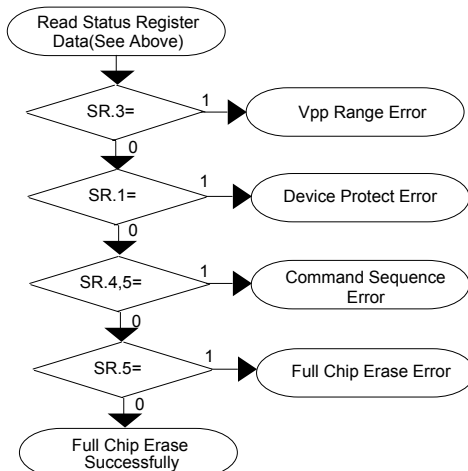 Read Status Register
Data(See Above)
SR.3=
1
Vpp Range Error
0
SR.1=
1
Device Protect Error
0
SR.4,5=
1
Command Sequence
Error
0
SR.5=
1
Full Chip Erase Error
0
Full Chip Erase
Successfully